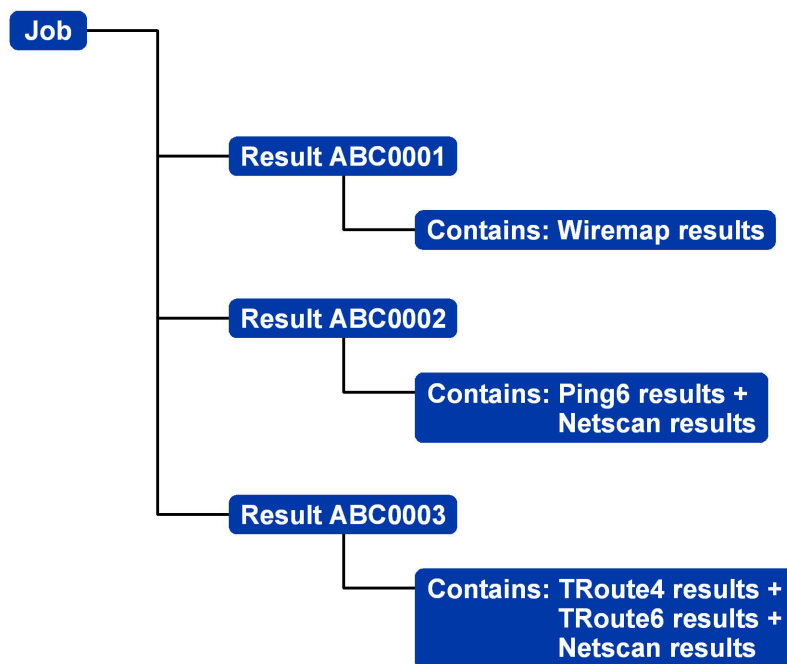 Job
Result ABC0001
Contains: Wiremap results
Result ABC0002
Contains: Ping6 results +
Netscan results
Result ABC0003
Contains: TRoute4 results +
TRoute6 results +
Netscan results